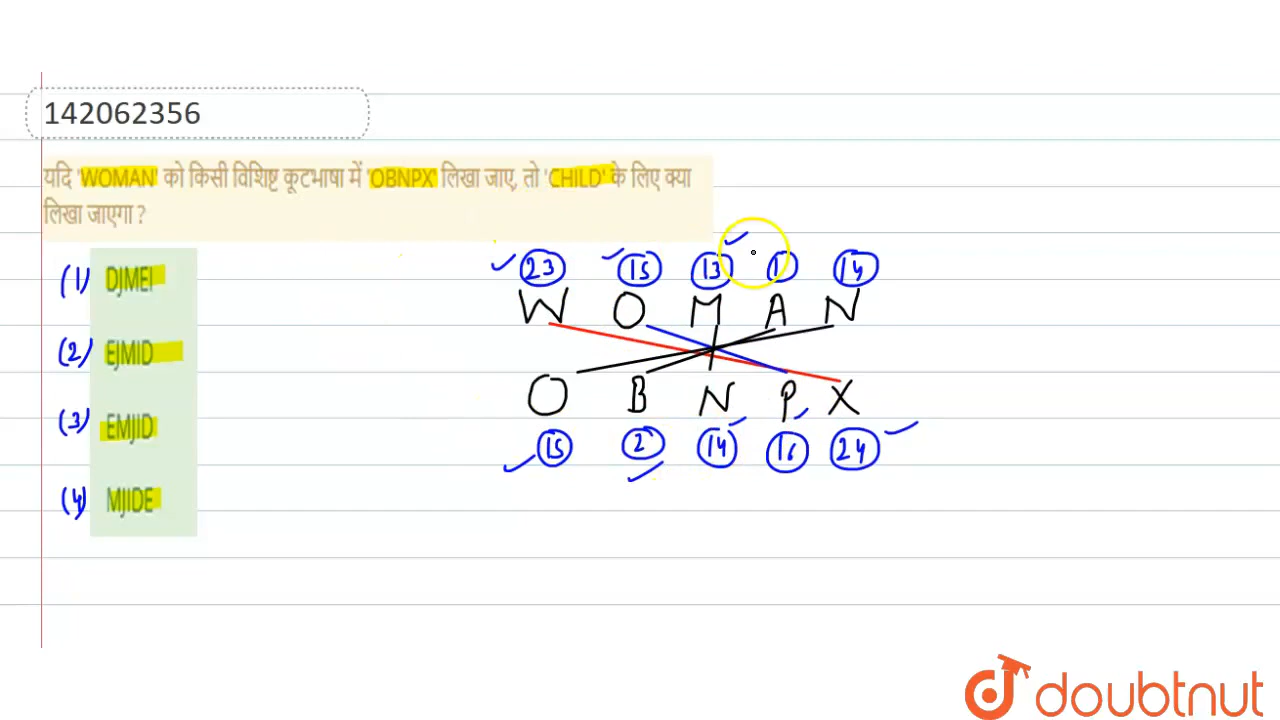 142062356
यदि 'WOMAN' को किसी विशिष्ट कूटभाषा में 'OBNPX' लिखा जाए, तो 'CHILD' के लिए क्या
लिखा जाएगा ?
(1) DJMEI
(2) EJMID
(3) EMJID
(4) MJIDE
23 15 13 1 14
W O M A N
O B N P X
15 2 14 16 24
doubtnut